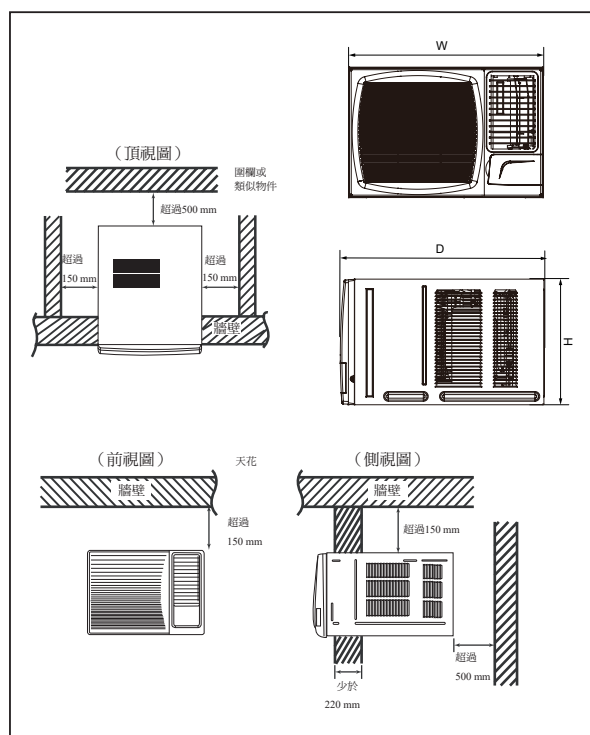 W
（頂視圖）
圍欄或
類似物件
超過500 mm
超過
150 mm
超過
150 mm
牆壁
D
H
（前視圖）
天花
牆壁
超過
150 mm
（側視圖）
牆壁
超過150 mm
超過
500 mm
少於
220 mm